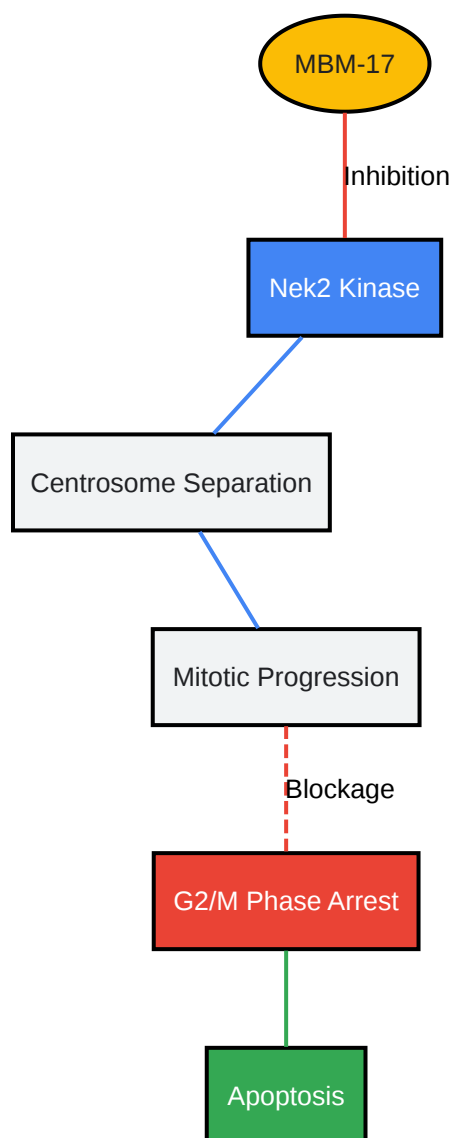 MBM-17
Inhibition
Nek2 Kinase
Centrosome Separation
Mitotic Progression
Blockage
G2/M Phase Arrest
Apoptosis